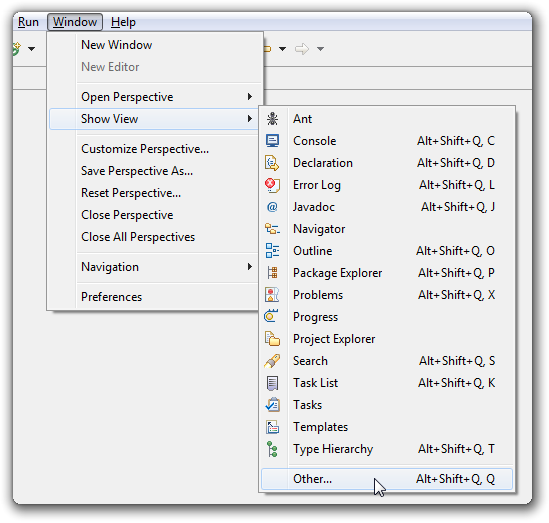 Run Window Help
New Window
New Editor
Open Perspective
Show View
Customize Perspective...
Save Perspective As...
Reset Perspective...
Close Perspective
Close All Perspectives
Navigation
Preferences
Ant
Console Alt+Shift+Q, C
Declaration Alt+Shift+Q, D
Error Log Alt+Shift+Q, L
Javadoc Alt+Shift+Q, J
Navigator
Outline Alt+Shift+Q, O
Package Explorer Alt+Shift+Q, P
Problems Alt+Shift+Q, X
Progress
Project Explorer
Search Alt+Shift+Q, S
Task List Alt+Shift+Q, K
Tasks
Templates
Type Hierarchy Alt+Shift+Q, T
Other... Alt+Shift+Q, Q